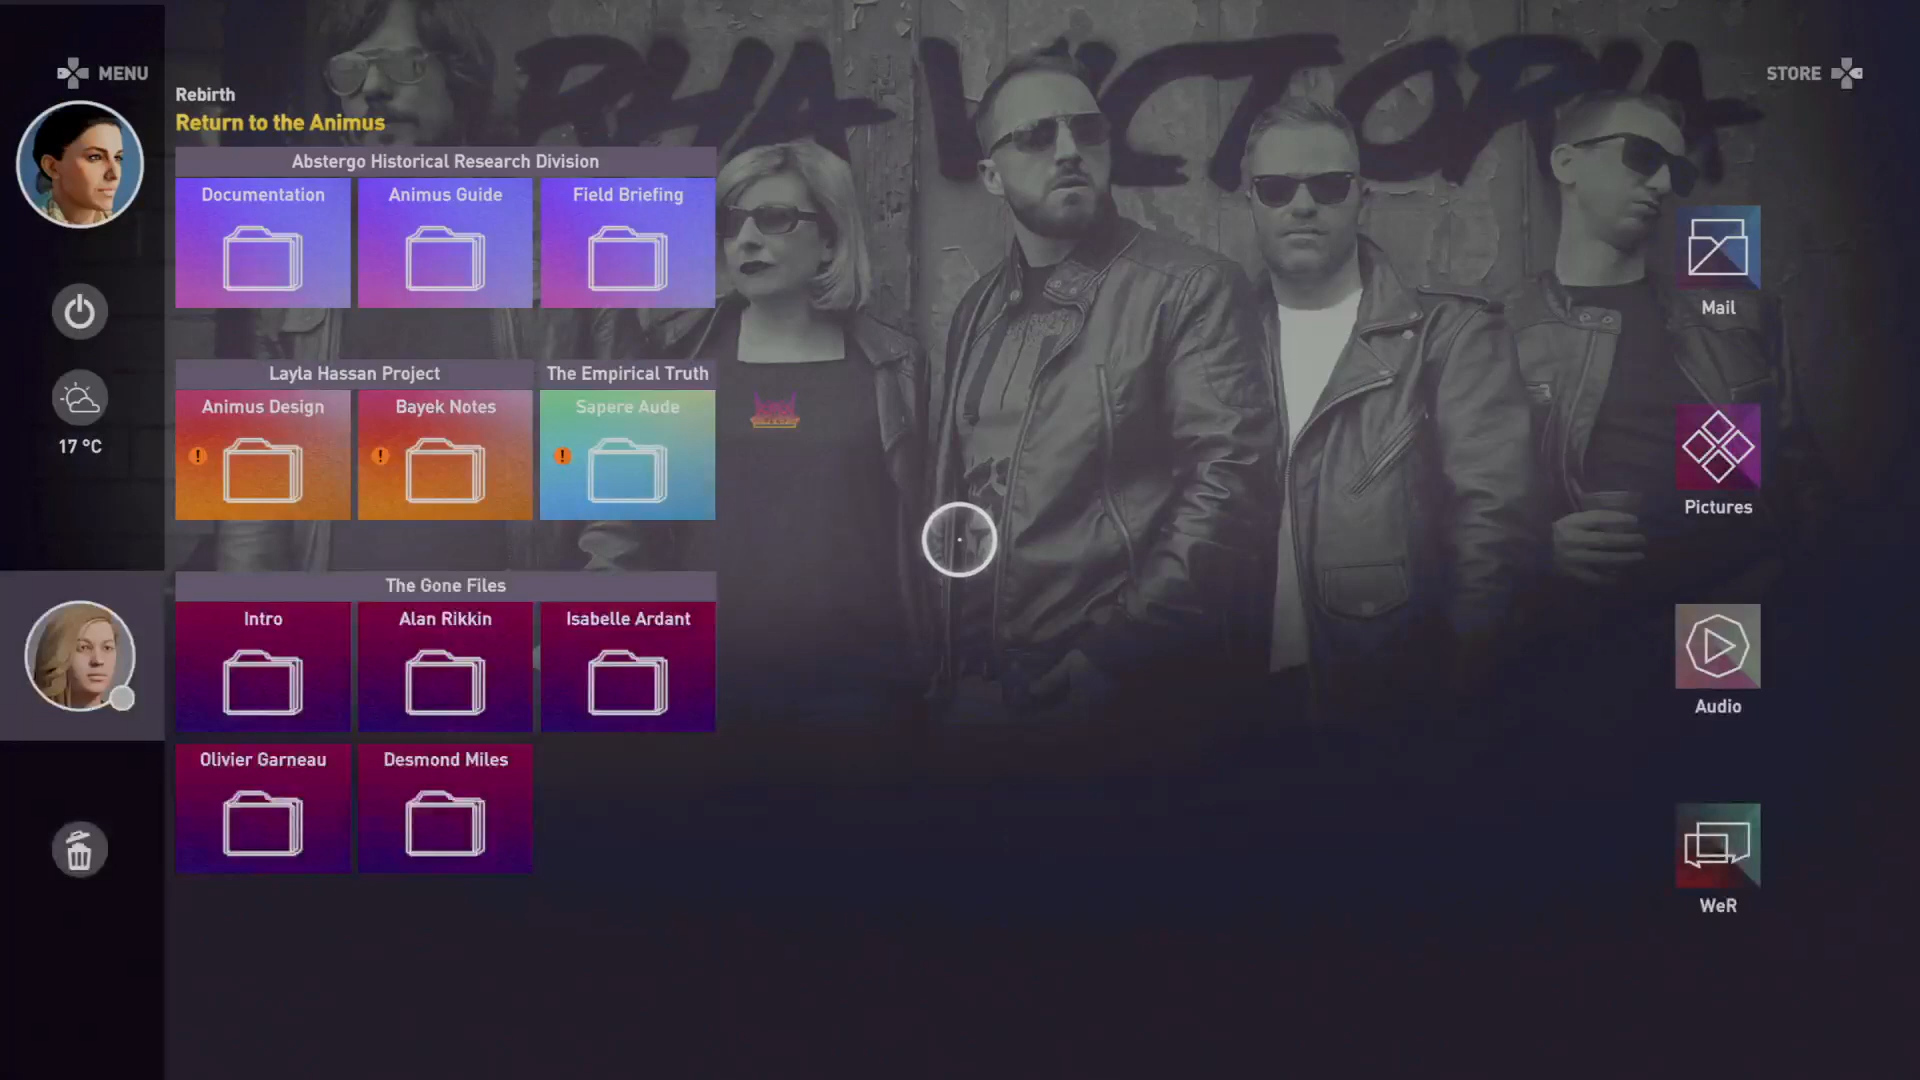 MENU
STORE
Rebirth
Return to the Animus
Abstergo Historical Research Division
Documentation
Animus Guide
Field Briefing
Layla Hassan Project
The Empirical Truth
Animus Design
Bayek Notes
Sapere Aude
!
!
!
17 °C
The Gone Files
Intro
Alan Rikkin
Isabelle Ardant
Olivier Garneau
Desmond Miles
Mail
Pictures
Audio
WeR